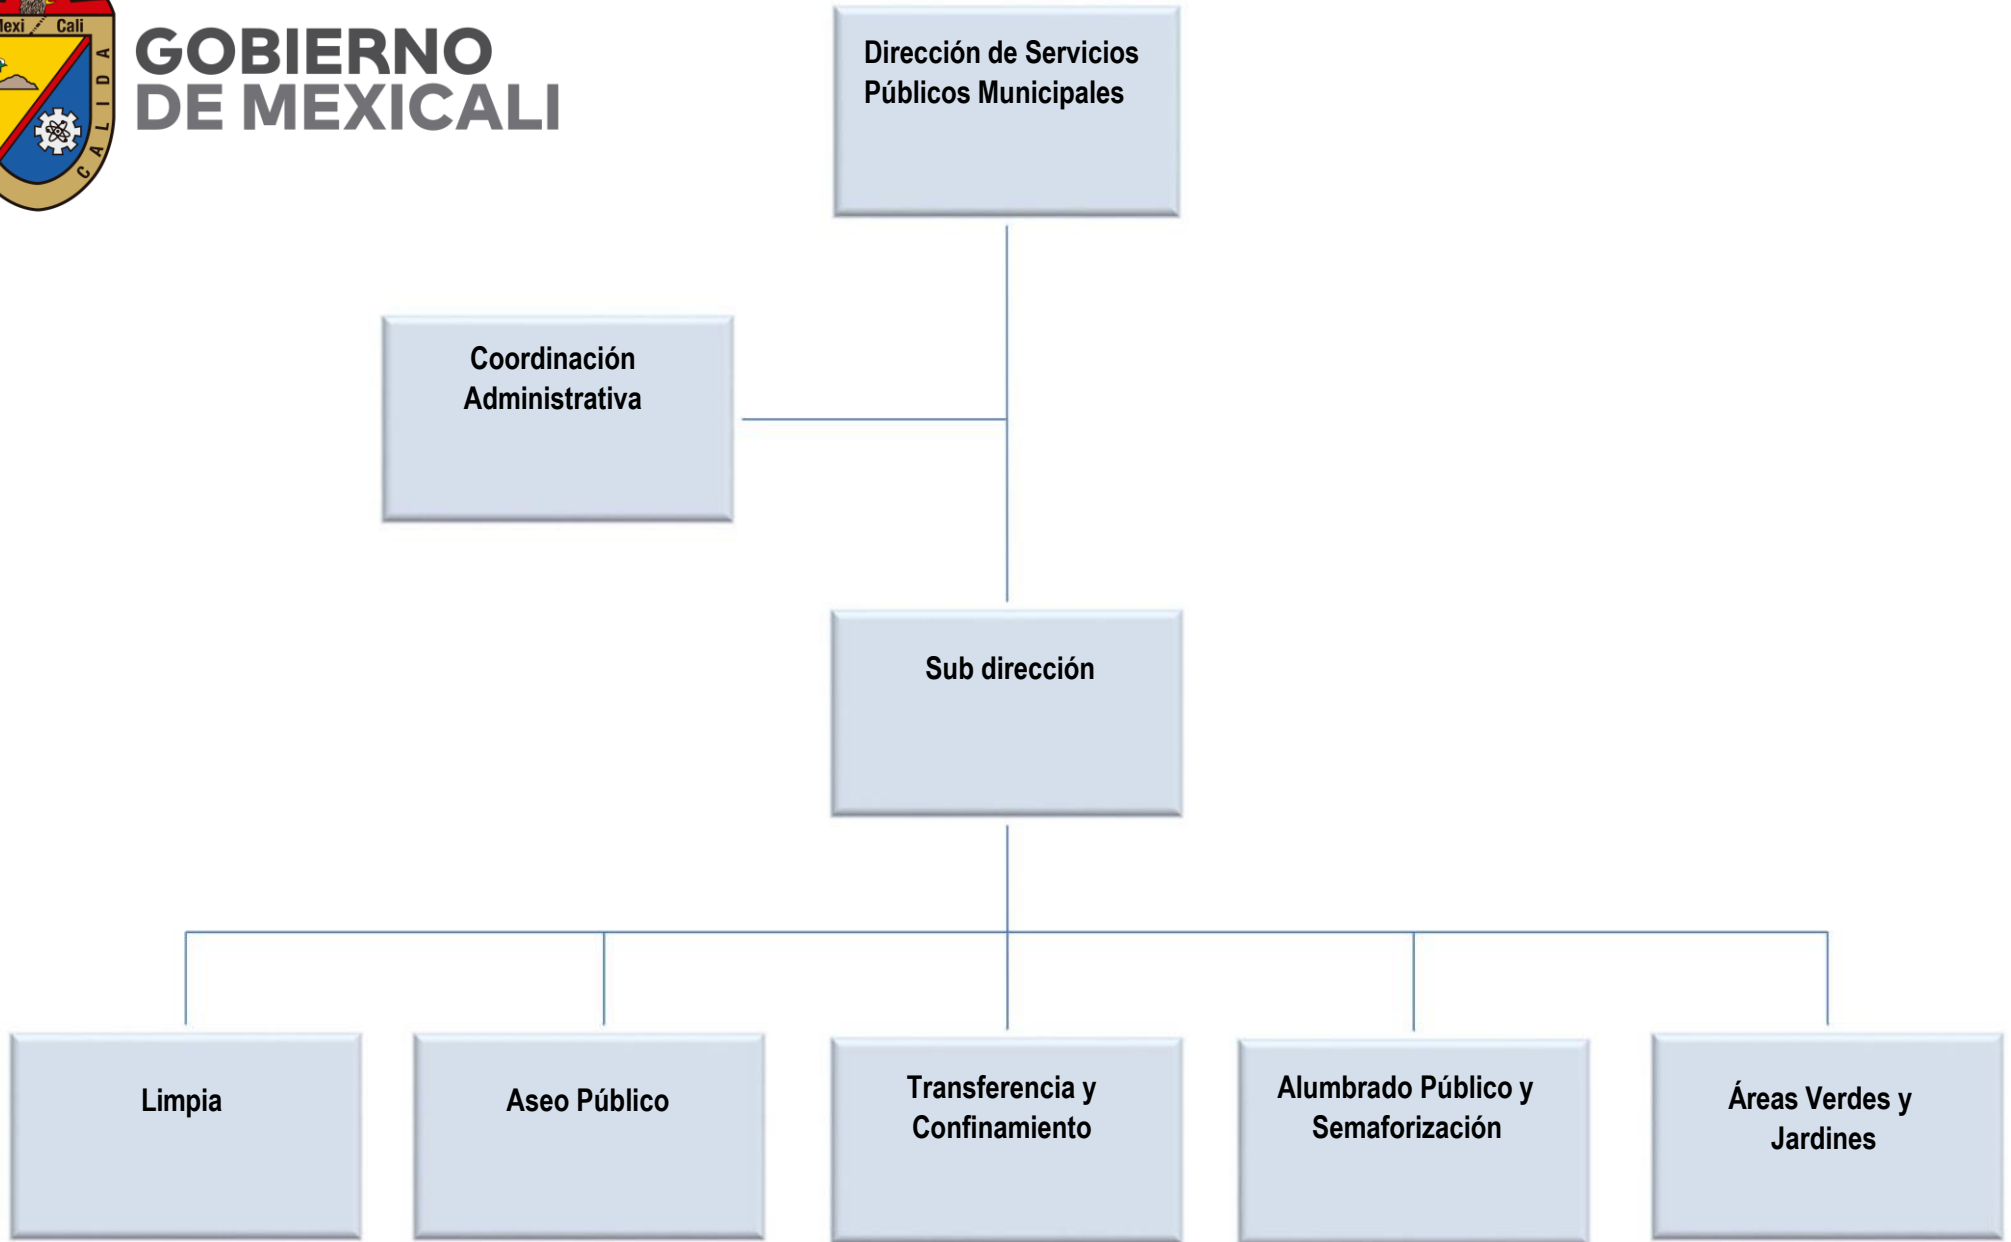 Mexi Cali
CALIDA
GOBIERNO
DE MEXICALI
Dirección de Servicios
Públicos Municipales
Coordinación
Administrativa
Sub dirección
Limpia
Aseo Público
Transferencia y
Confinamiento
Alumbrado Público y
Semaforización
Áreas Verdes y
Jardines